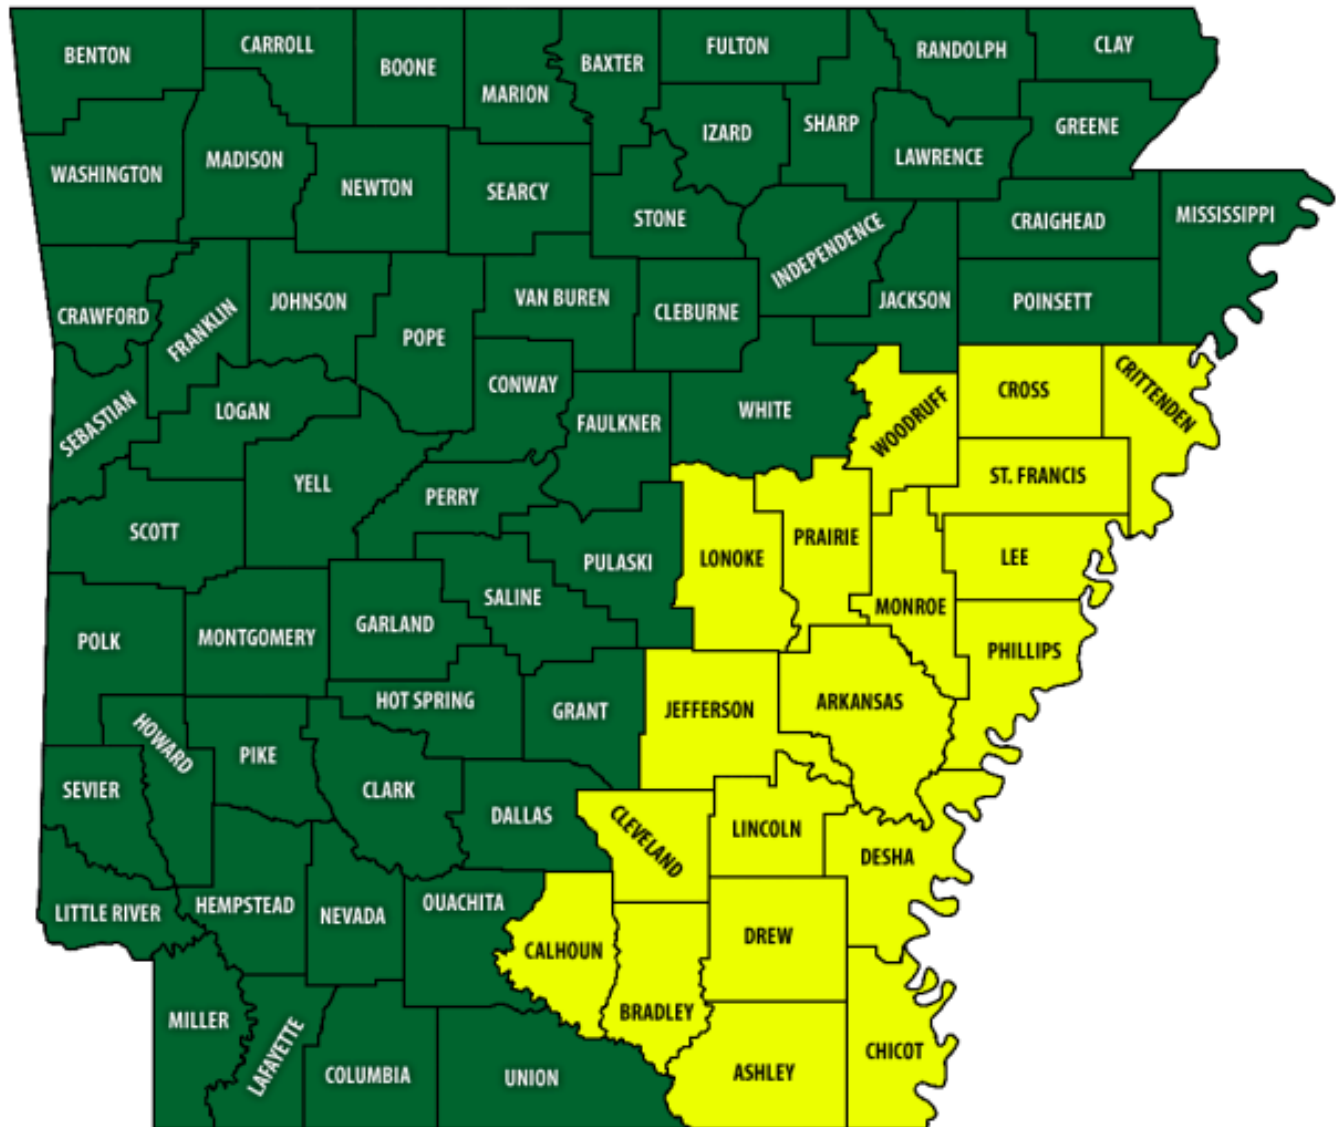 BENTON
CARROLL
BOONE
MARION
BAXTER
FULTON
RANDOLPH
CLAY
IZARD
SHARP
LAWRENCE
GREENE
WASHINGTON
MADISON
NEWTON
SEARCY
STONE
INDEPENDENCE
CRAIGHEAD
MISSISSIPPI
CRAWFORD
FRANKLIN
JOHNSON
POPE
VAN BUREN
CLEBURNE
JACKSON
POINSETT
SEBASTIAN
LOGAN
CONWAY
FAULKNER
WHITE
WOODRUFF
CROSS
CRITTENDEN
SCOTT
YELL
PERRY
PULASKI
LONOKE
PRAIRIE
ST. FRANCIS
LEE
POLK
MONTGOMERY
GARLAND
SALINE
MONROE
PHILLIPS
HOT SPRING
GRANT
JEFFERSON
ARKANSAS
HOWARD
PIKE
SEVIER
CLARK
DALLAS
CLEVELAND
LINCOLN
DESHA
LITTLE RIVER
HEMPSTEAD
NEVADA
OUACHITA
CALHOUN
DREW
MILLER
LAFAYETTE
COLUMBIA
UNION
BRADLEY
ASHLEY
CHICOT